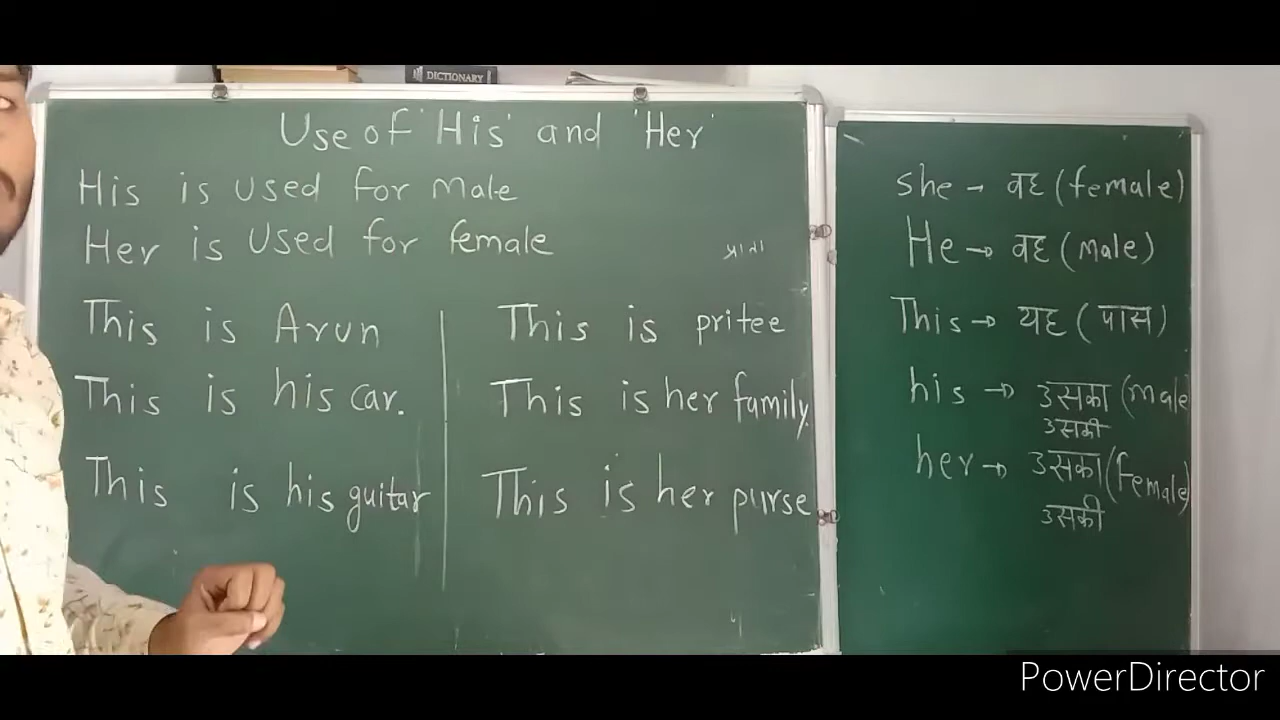 DICTIONARY
Use of 'His' and 'Her'
His is used for male
Her is used for female
This is Arun
This is his car.
This is his guitar
This is pritee
This is her family.
This is her purse
she → वह (female)
He → वह (male)
This → यह (पास)
his → उसका (male
उसकी
her → उसका (female)
उसकी
PowerDirector